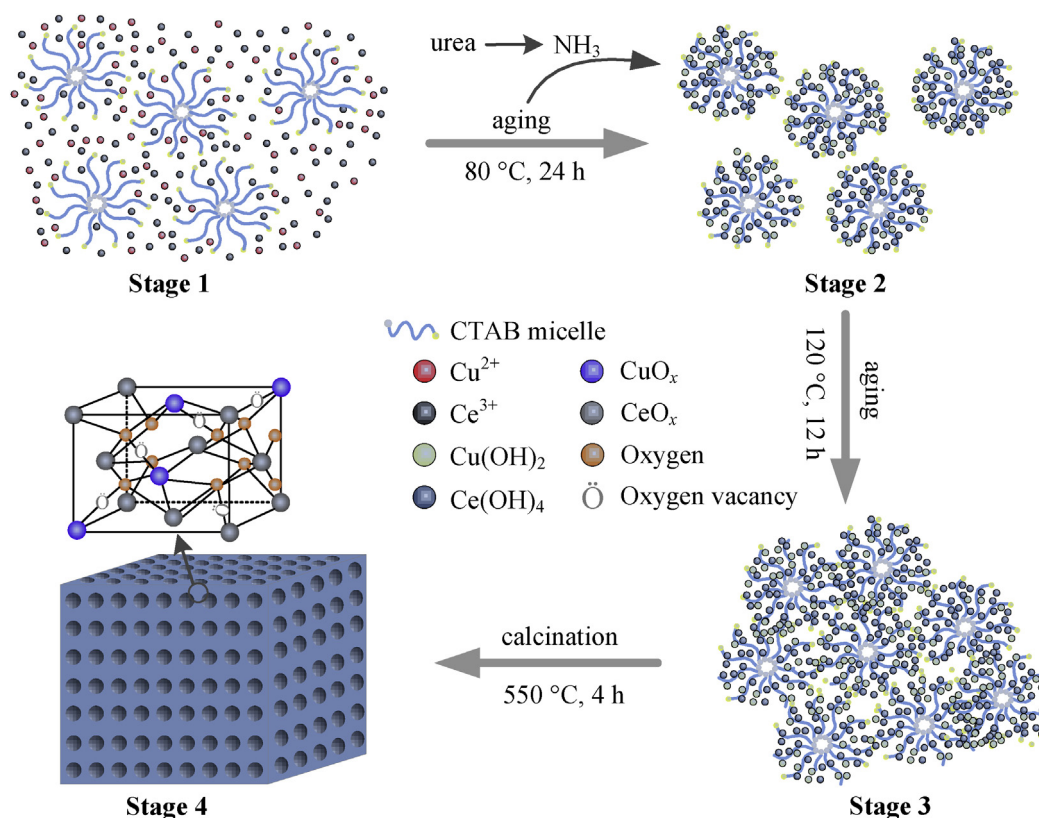 urea → NH₃
aging
80 °C, 24 h
Stage 1
Stage 2
CTAB micelle
Cu²⁺
CuOₓ
Ce³⁺
CeOₓ
Cu(OH)₂
Oxygen
Ce(OH)₄
Ö Oxygen vacancy
aging
120 °C, 12 h
Ö
Ö
Ö
Ö
Ö
calcination
550 °C, 4 h
Stage 4
Stage 3